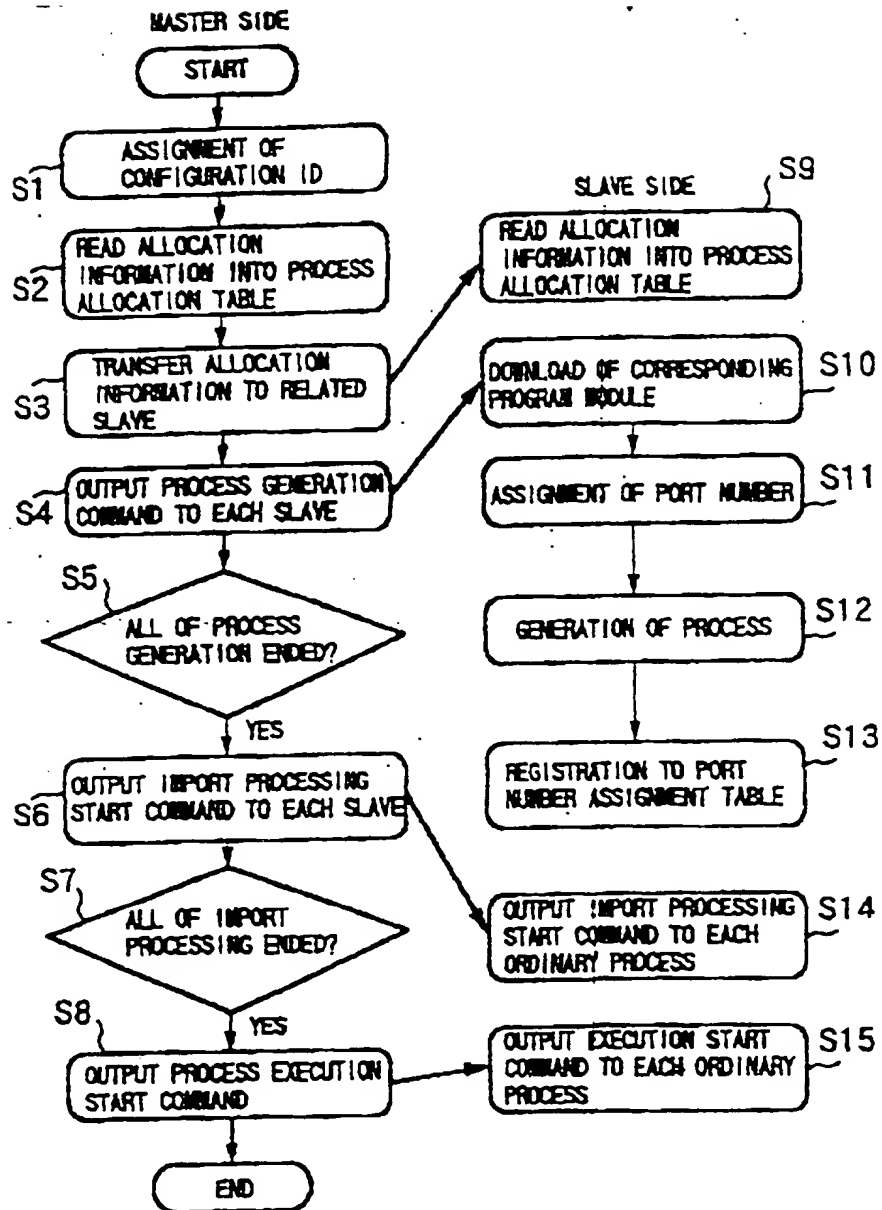 MASTER SIDE
START
S1
ASSIGNMENT OF
CONFIGURATION ID
S2
READ ALLOCATION
INFORMATION INTO PROCESS
ALLOCATION TABLE
S3
TRANSFER ALLOCATION
INFORMATION TO RELATED
SLAVE
S4
OUTPUT PROCESS GENERATION
COMMAND TO EACH SLAVE
S5
ALL OF PROCESS
GENERATION ENDED?
YES
S6
OUTPUT IMPORT PROCESSING
START COMMAND TO EACH SLAVE
S7
ALL OF IMPORT
PROCESSING ENDED?
YES
S8
OUTPUT PROCESS EXECUTION
START COMMAND
END
SLAVE SIDE
S9
READ ALLOCATION
INFORMATION INTO PROCESS
ALLOCATION TABLE
S10
DOWNLOAD OF CORRESPONDING
PROGRAM MODULE
S11
ASSIGNMENT OF PORT NUMBER
S12
GENERATION OF PROCESS
S13
REGISTRATION TO PORT
NUMBER ASSIGNMENT TABLE
S14
OUTPUT IMPORT PROCESSING
START COMMAND TO EACH
ORDINARY PROCESS
S15
OUTPUT EXECUTION START
COMMAND TO EACH ORDINARY
PROCESS